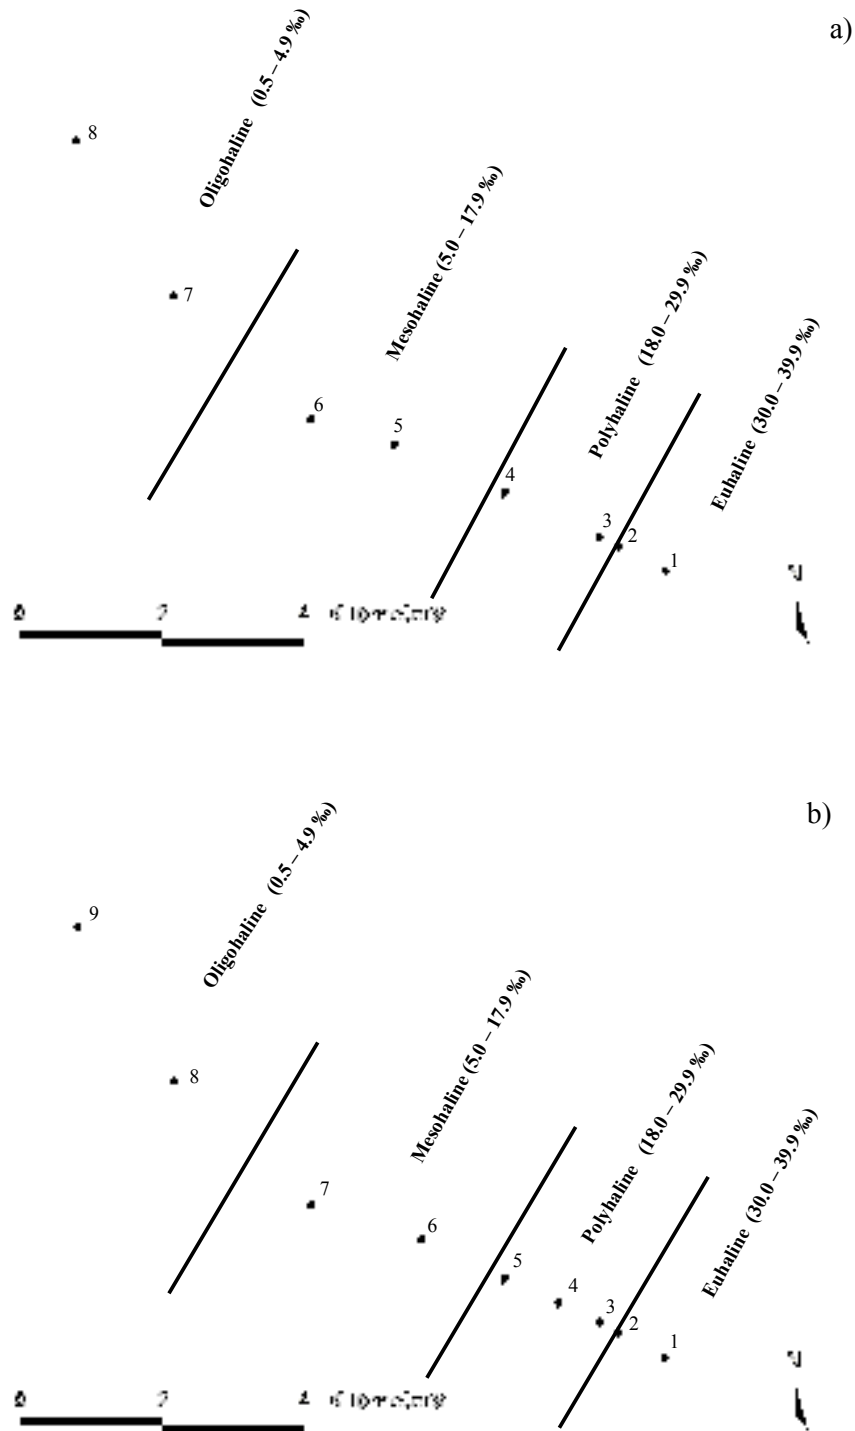 a)
Oligohaline (0.5 – 4.9 ‰)
8
Mesohaline (5.0 – 17.9 ‰)
7
Polyhaline (18.0 – 29.9 ‰)
Euhaline (30.0 – 39.9 ‰)
6
5
4
3
2
1
0 2 4
b)
Oligohaline (0.5 – 4.9 ‰)
9
Mesohaline (5.0 – 17.9 ‰)
8
Polyhaline (18.0 – 29.9 ‰)
Euhaline (30.0 – 39.9 ‰)
7
6
5
4
3
2
1
0 2 4